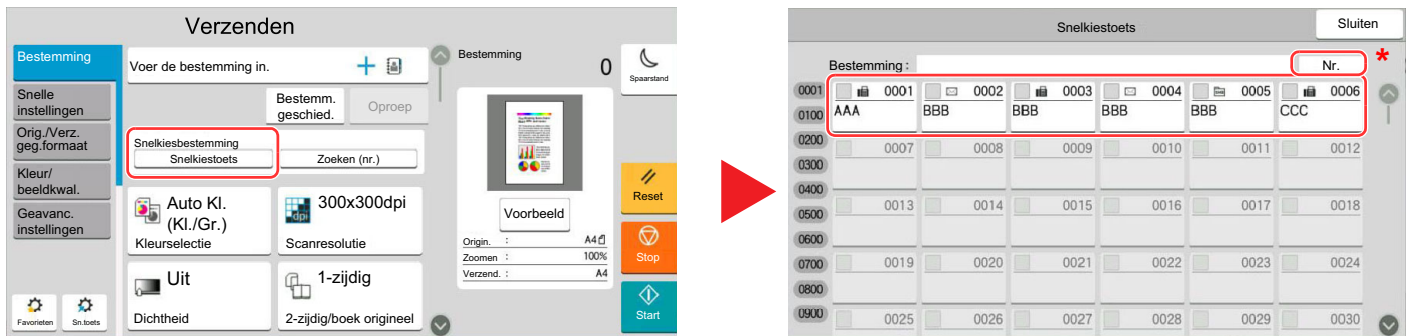 Verzenden
Bestemming
Snelle
instellingen
Orig./Verz.
geg.formaat
Kleur/
beeldkwal.
Geavanc.
instellingen
Favorieten
Sn.toets
Voer de bestemming in.
Bestemm.
geschied.
Oproep
Snelkiesbestemming
Snelkiestoets
Zoeken (nr.)
Auto Kl.
(Kl./Gr.)
Kleurselectie
dpi
300x300dpi
Scanresolutie
Uit
Dichtheid
1-zijdig
2-zijdig/boek origineel
Bestemming 0
Voorbeeld
Origin. : A4
Zoomen : 100%
Verzend. : A4
Spaarstand
Reset
Stop
Start
Snelkiestoets
Sluiten
Bestemming :
Nr.
*
0001
0100
0200
0300
0400
0500
0600
0700
0800
0900
0001 0002 0003 0004 0005 0006
AAA BBB BBB BBB BBB CCC
0007 0008 0009 0010 0011 0012
0013 0014 0015 0016 0017 0018
0019 0020 0021 0022 0023 0024
0025 0026 0027 0028 0029 0030